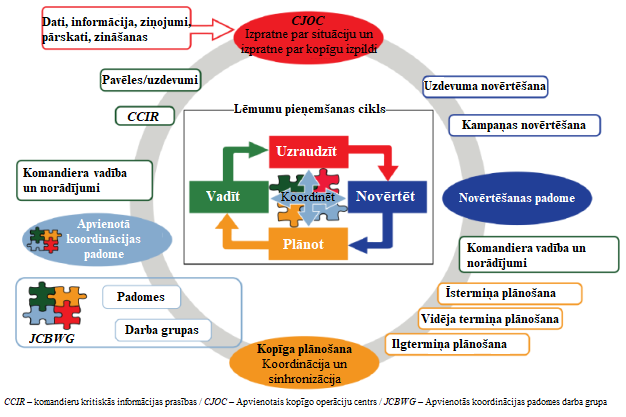 Dati, informācija, ziņojumi,
pārskati, zināšanas
CJOC
Izpratne par situāciju un
izpratne par kopīgu izpildi
Pavēles/uzdevumi
CCIR
Komandiera vadība
un norādījumi
Apvienotā
koordinācijas
padome
Padomes
Darba grupas
JCBWG
Lēmumu pieņemšanas cikls
Uzraudzīt
Vadīt
Koordinēt
Novērtēt
Plānot
Uzdevuma novērtēšana
Kampaņas novērtēšana
Novērtēšanas padome
Komandiera vadība un
norādījumi
Īstermiņa plānošana
Vidēja termiņa plānošana
Ilgtermiņa plānošana
Kopīga plānošana
Koordinācija un
sinhronizācija
CCIR – komandieru kritiskās informācijas prasības / CJOC – Apvienotais kopīgo operāciju centrs / JCBWG – Apvienotās koordinācijas padomes darba grupa